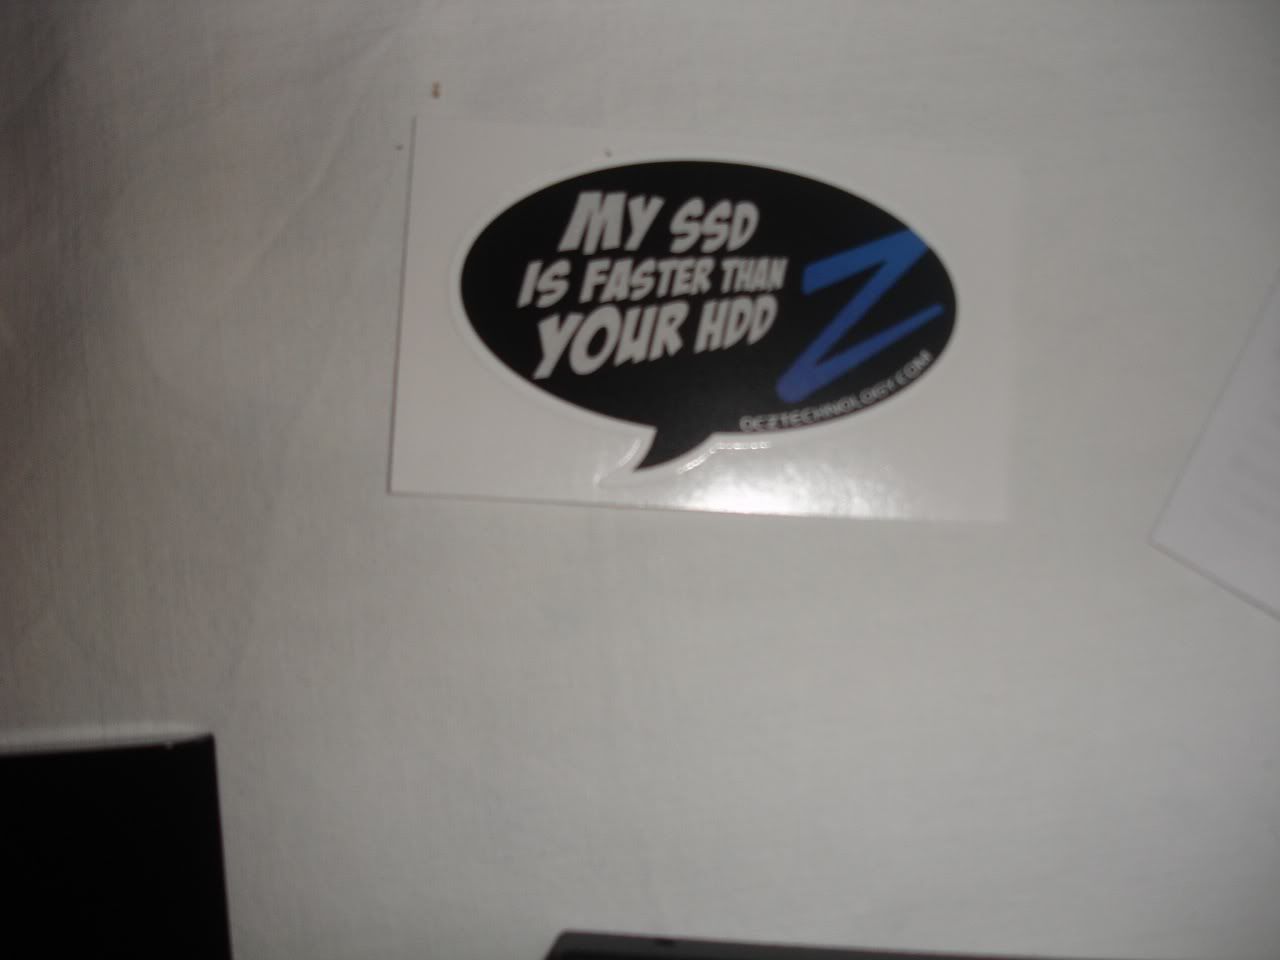 MY SSD
IS FASTER THAN
YOUR HDD
Z
OCZTECHNOLOGY.COM